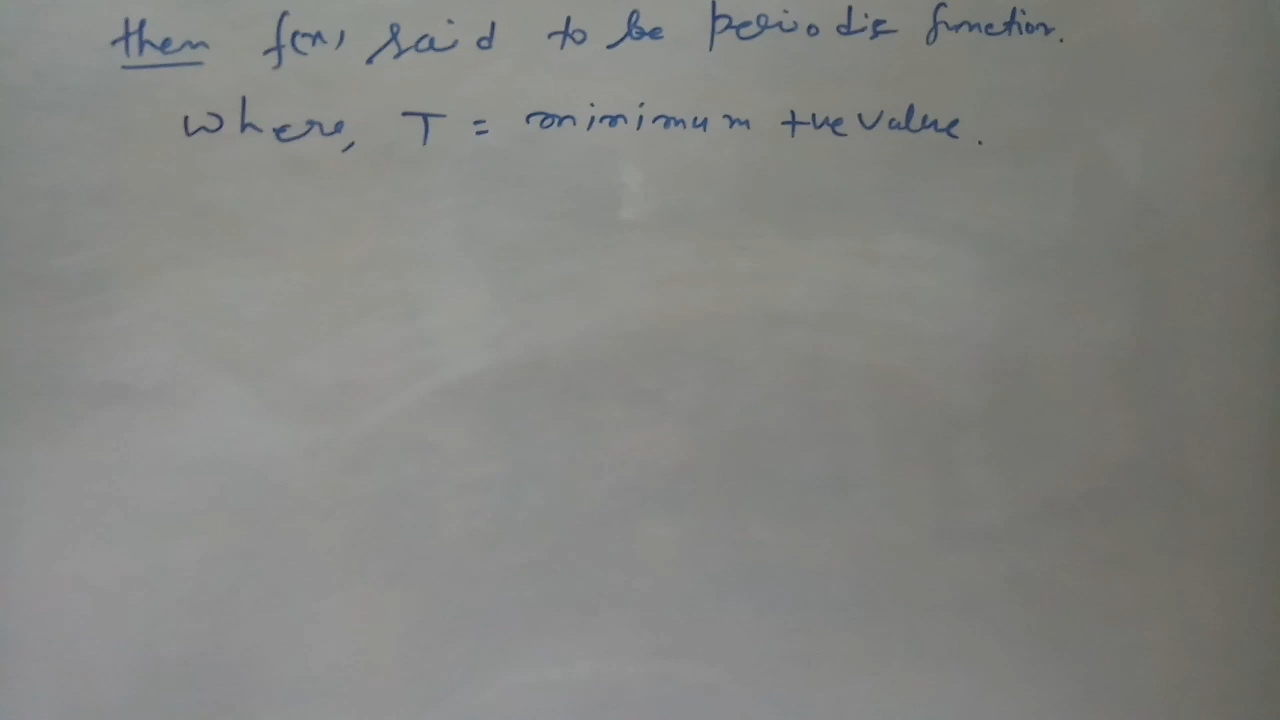 then f(x) said to be periodic function.
where, T = minimum +ve value.